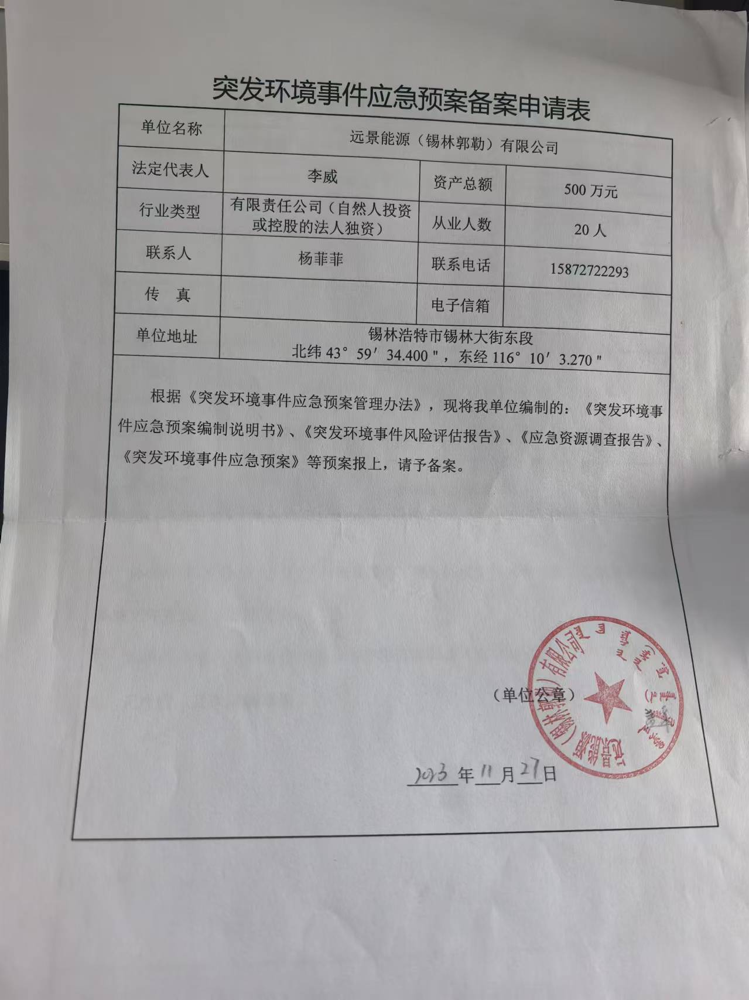 突发环境事件应急预案备案申请表
单位名称 远景能源（锡林郭勒）有限公司
法定代表人 李威 资产总额 500 万元
行业类型 有限责任公司（自然人投资
或控股的法人独资） 从业人数 20 人
联系人 杨菲菲 联系电话 15872722293
传 真 电子信箱
单位地址 锡林浩特市锡林大街东段
北纬 43° 59′ 34.400 "，东经 116° 10′ 3.270 "
根据《突发环境事件应急预案管理办法》，现将我单位编制的：《突发环境事
件应急预案编制说明书》、《突发环境事件风险评估报告》、《应急资源调查报告》、
《突发环境事件应急预案》等预案报上，请予备案。
（单位公章）
远景能源（锡林郭勒）有限公司
2023 年 11 月 27 日